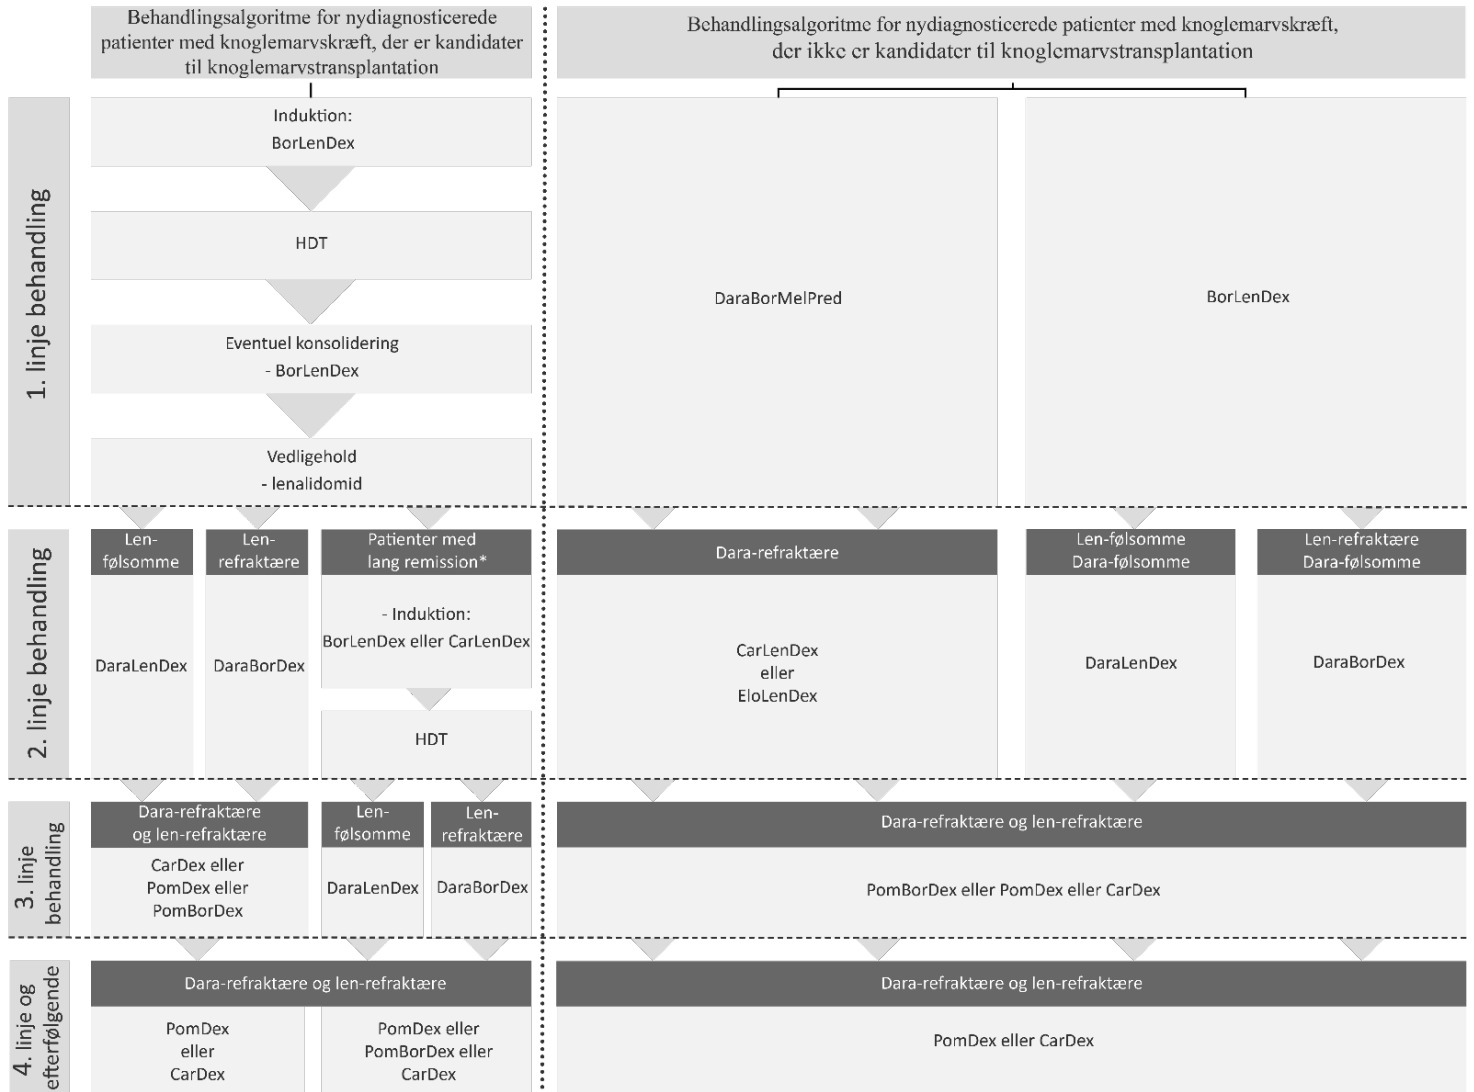 Behandlingsalgoritme for nydiagnosticerede
patienter med knoglemarvskræft, der er kandidater
til knoglemarvstransplantation
Behandlingsalgoritme for nydiagnosticerede patienter med knoglemarvskræft,
der ikke er kandidater til knoglemarvstransplantation
1. linje behandling
Induktion:
BorLenDex
HDT
Eventuel konsolidering
- BorLenDex
Vedligehold
- lenalidomid
DaraBorMelPred
BorLenDex
2. linje behandling
Len-
følsomme
DaraLenDex
Len-
refraktære
DaraBorDex
Patienter med
lang remission*
- Induktion:
BorLenDex eller CarLenDex
HDT
Dara-refraktære
CarLenDex
eller
EloLenDex
Len-følsomme
Dara-følsomme
DaraLenDex
Len-refraktære
Dara-følsomme
DaraBorDex
3. linje
behandling
Dara-refraktære
og len-refraktære
CarDex eller
PomDex eller
PomBorDex
Len-
følsomme
DaraLenDex
Len-
refraktære
DaraBorDex
Dara-refraktære og len-refraktære
PomBorDex eller PomDex eller CarDex
4. linje og
efterfølgende
Dara-refraktære og len-refraktære
PomDex
eller
CarDex
PomDex eller
PomBorDex eller
CarDex
Dara-refraktære og len-refraktære
PomDex eller CarDex